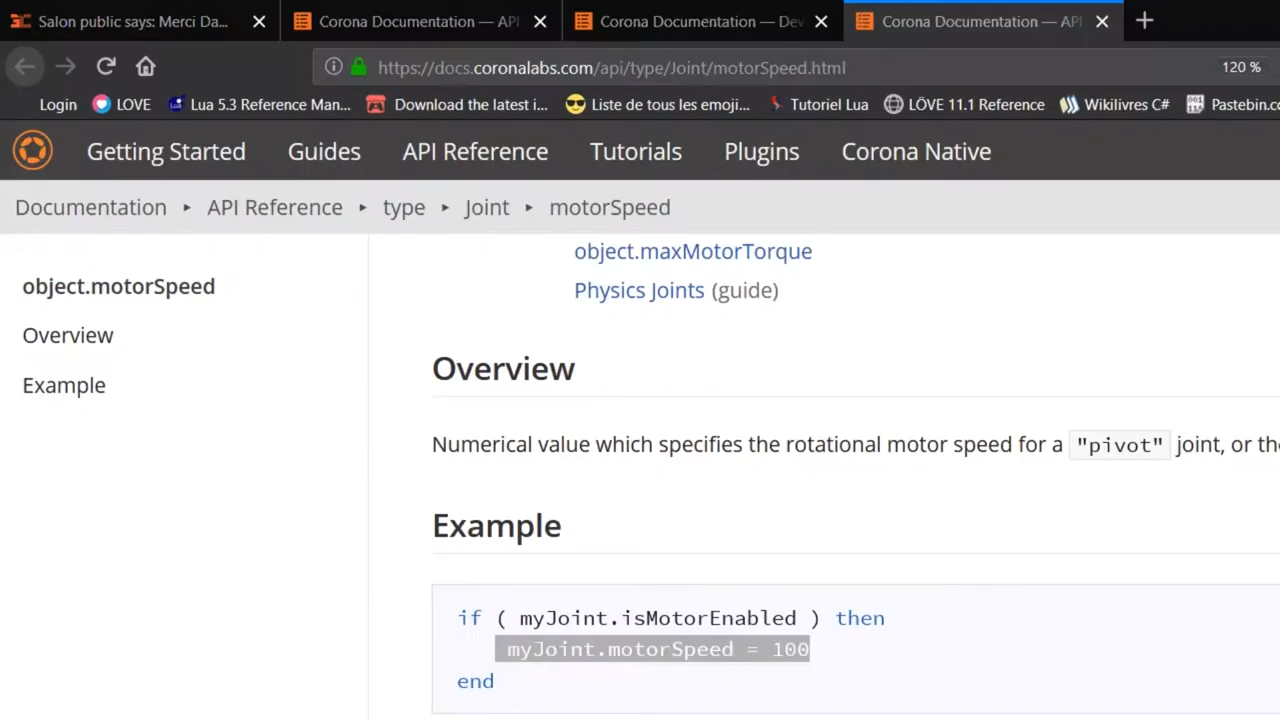 Salon public says: Merci Da...
Corona Documentation — API
Corona Documentation — Dev
Corona Documentation — API
https://docs.coronalabs.com/api/type/Joint/motorSpeed.html
120 %
Login
LOVE
Lua 5.3 Reference Man...
Download the latest i...
Liste de tous les emoji...
Tutoriel Lua
LÖVE 11.1 Reference
Wikilivres C#
Pastebin.co
Getting Started
Guides
API Reference
Tutorials
Plugins
Corona Native
Documentation ▸ API Reference ▸ type ▸ Joint ▸ motorSpeed
object.motorSpeed
Overview
Example
object.maxMotorTorque
Physics Joints (guide)
Overview
Numerical value which specifies the rotational motor speed for a "pivot" joint, or the
Example
if ( myJoint.isMotorEnabled ) then
myJoint.motorSpeed = 100
end